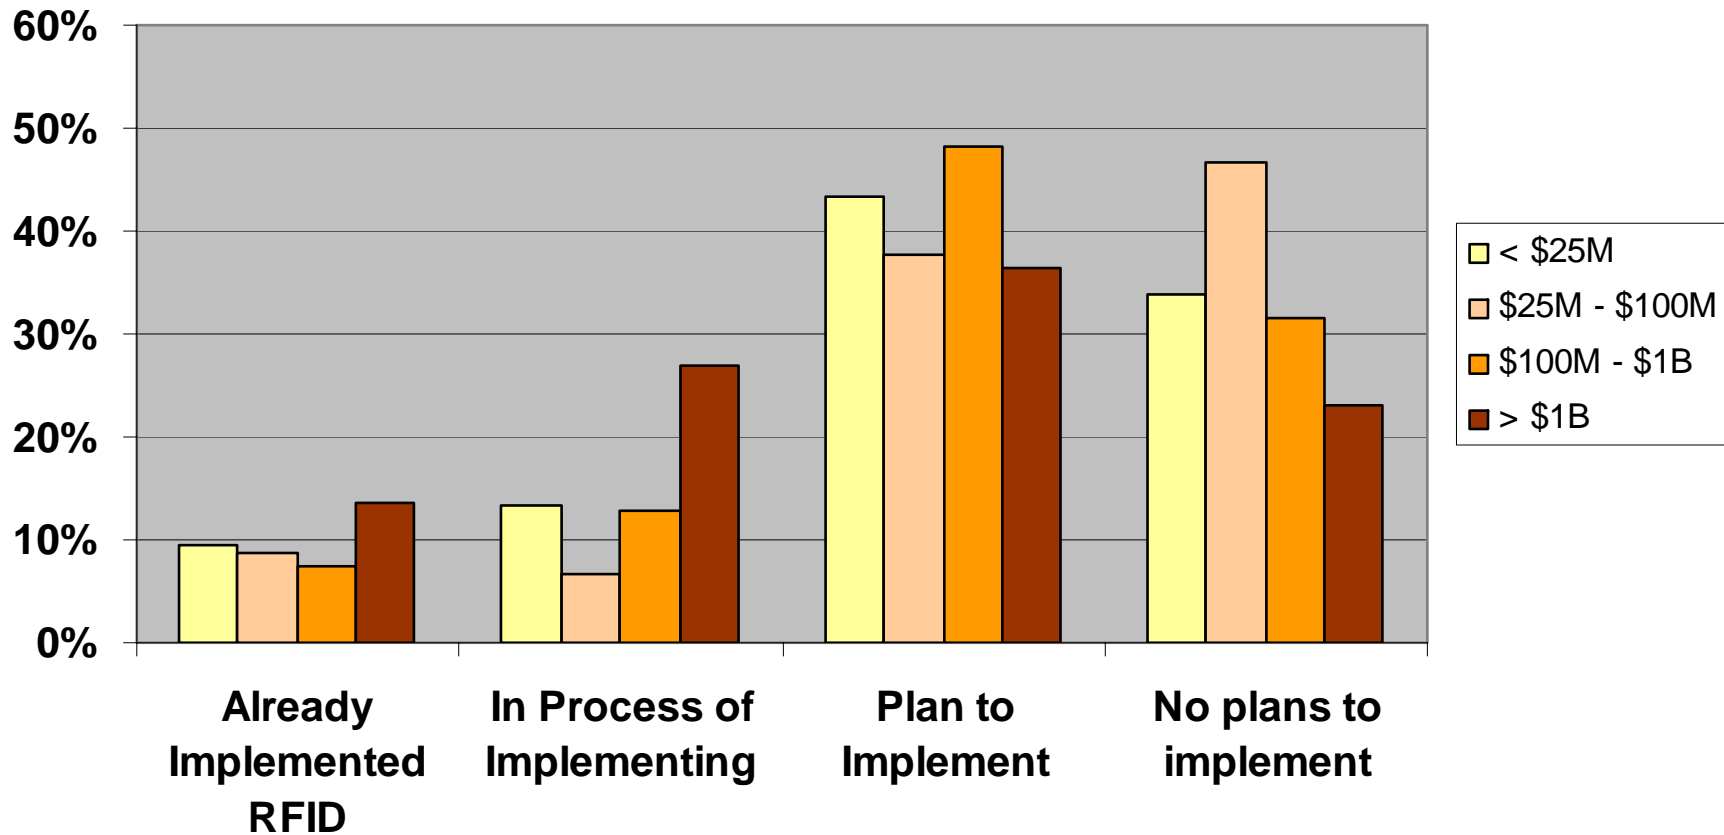 60%
50%
40%
30%
20%
10%
0%
Already
Implemented
RFID
In Process of
Implementing
Plan to
Implement
No plans to
implement
< $25M
$25M - $100M
$100M - $1B
> $1B